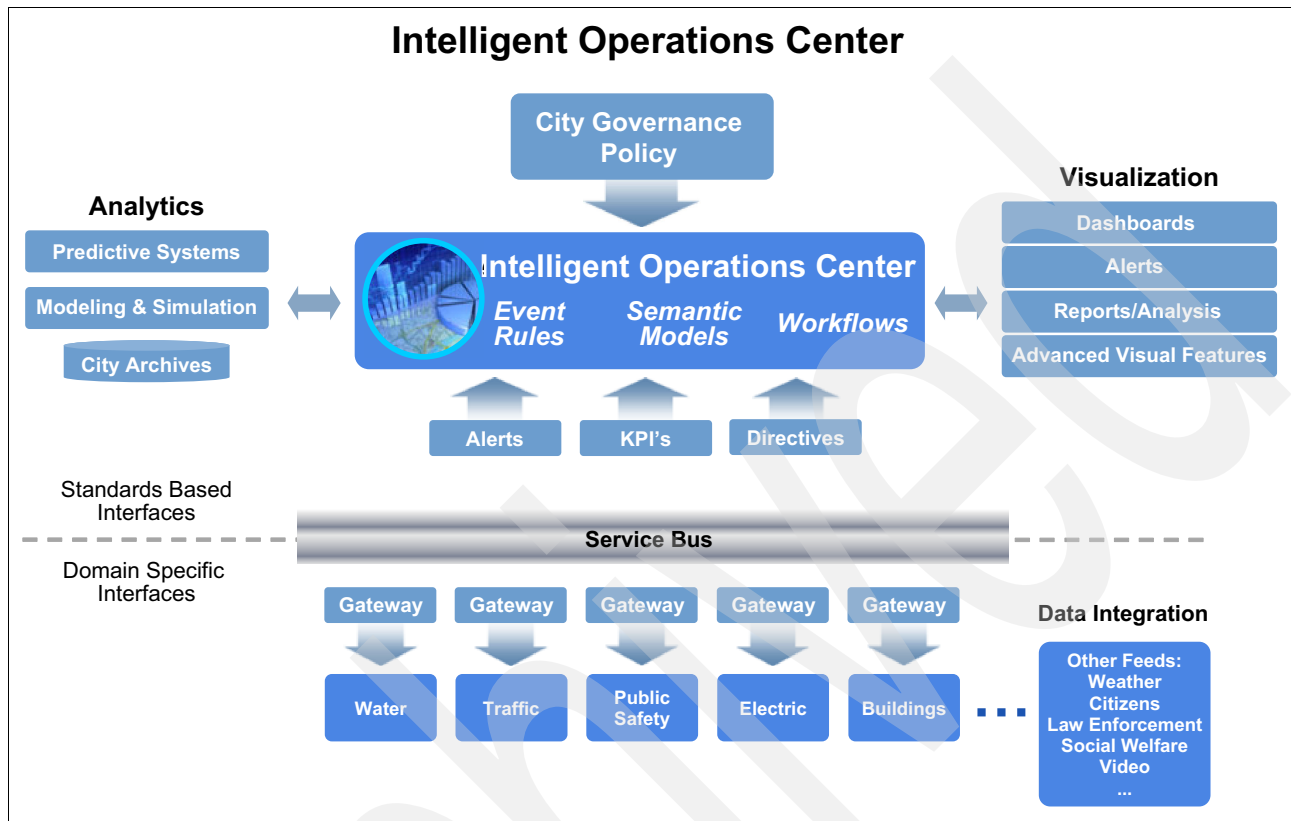 Intelligent Operations Center
City Governance
Policy
Analytics
Predictive Systems
Modeling & Simulation
City Archives
Intelligent Operations Center
Event
Rules
Semantic
Models
Workflows
Visualization
Dashboards
Alerts
Reports/Analysis
Advanced Visual Features
Alerts
KPI's
Directives
Standards Based
Interfaces
Service Bus
Domain Specific
Interfaces
Gateway
Gateway
Gateway
Gateway
Gateway
Water
Traffic
Public
Safety
Electric
Buildings
Data Integration
Other Feeds:
Weather
Citizens
Law Enforcement
Social Welfare
Video
...